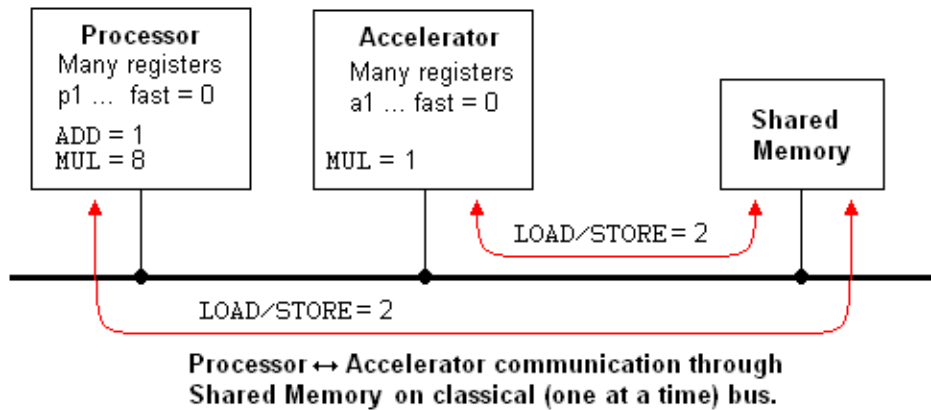 Processor
Many registers
p1 ... fast = 0
ADD = 1
MUL = 8
Accelerator
Many registers
a1 ... fast = 0
MUL = 1
Shared
Memory
LOAD/STORE = 2
LOAD/STORE = 2
Processor ↔ Accelerator communication through
Shared Memory on classical (one at a time) bus.